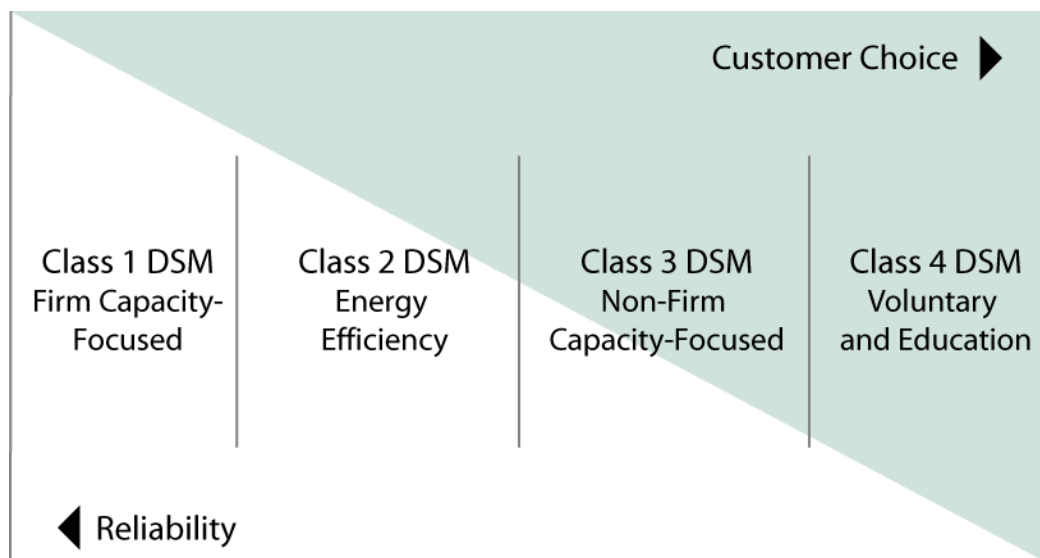 Customer Choice
Class 1 DSM
Firm Capacity-
Focused
Class 2 DSM
Energy
Efficiency
Class 3 DSM
Non-Firm
Capacity-Focused
Class 4 DSM
Voluntary
and Education
Reliability